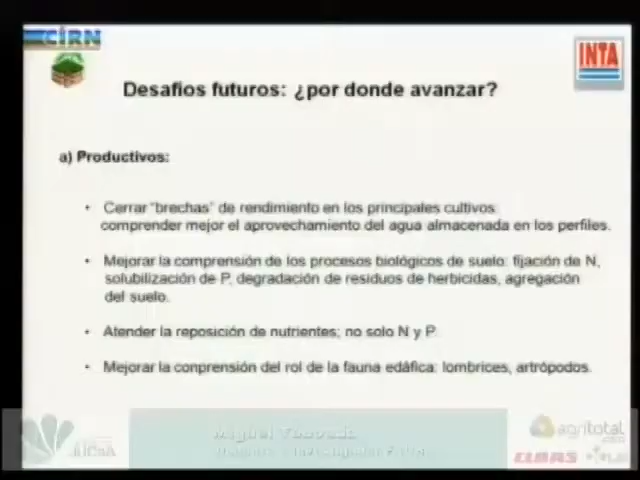 CIRN
INTA
Desafios futuros: ¿por donde avanzar?
a) Productivos:
• Cerrar "brechas" de rendimiento en los principales cultivos:
comprender mejor el aprovechamiento del agua almacenada en los perfiles.
• Mejorar la comprensión de los procesos biológicos de suelo: fijación de N,
solubilización de P, degradación de residuos de herbicidas, agregación
del suelo.
• Atender la reposición de nutrientes; no solo N y P.
• Mejorar la conprensión del rol de la fauna edáfica: lombrices, artrópodos.
Miguel
agritotal
CLAAS